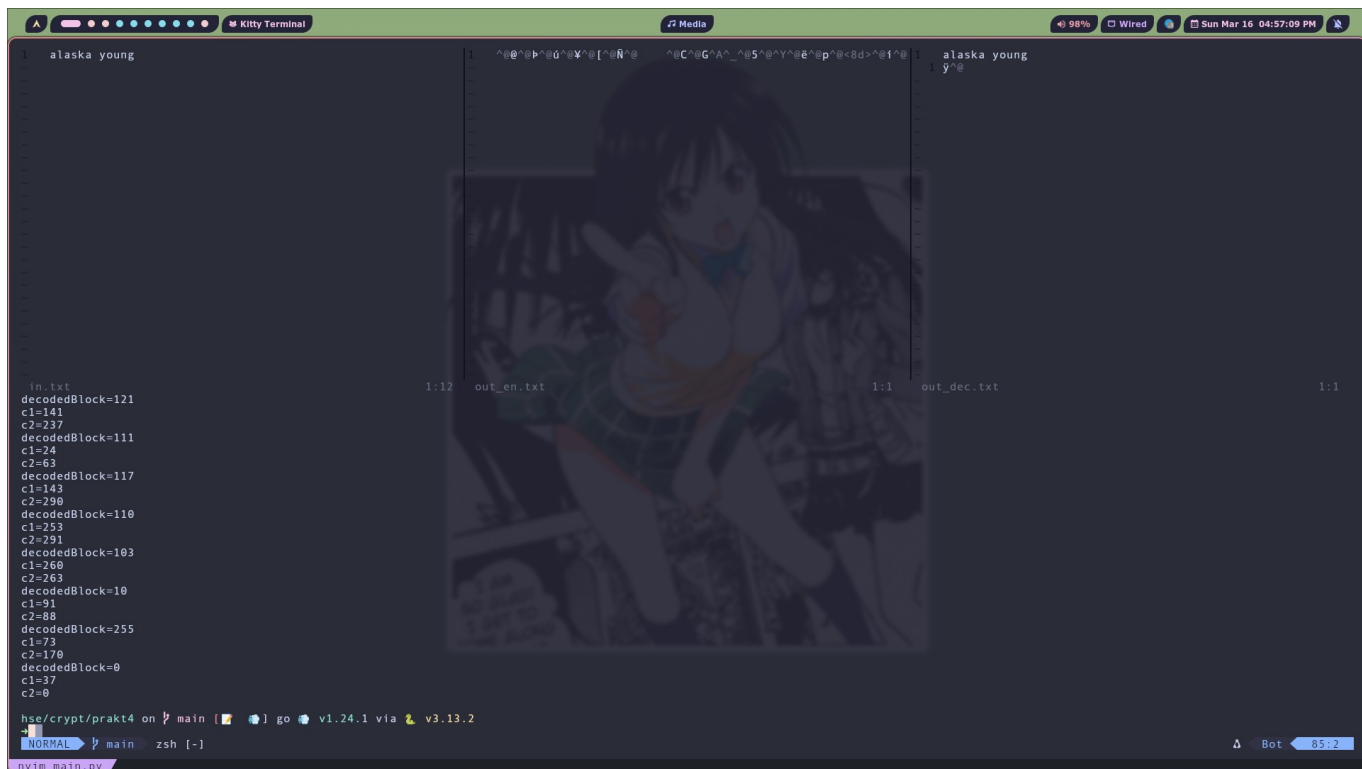 Kitty Terminal
Media
98%
Wired
Sun Mar 16 04:57:09 PM
1 alaska young
1 ^@@^@Þ^@ú^@¥^@[^@Ñ^@ ^@C^@G^A^_^@5^@^Y^@ë^@p^@<8d>^@í^@
1 alaska young
1 ÿ^@
in.txt 1:12
out_en.txt 1:1
out_dec.txt 1:1
decodedBlock=121
c1=141
c2=237
decodedBlock=111
c1=24
c2=63
decodedBlock=117
c1=143
c2=290
decodedBlock=110
c1=253
c2=291
decodedBlock=103
c1=260
c2=263
decodedBlock=10
c1=91
c2=88
decodedBlock=255
c1=73
c2=170
decodedBlock=0
c1=37
c2=0
hse/crypt/prakt4 on main [📝 💨] go v1.24.1 via 🐍 v3.13.2
➜
NORMAL main zsh [-] Bot 85:2
nvim main.py